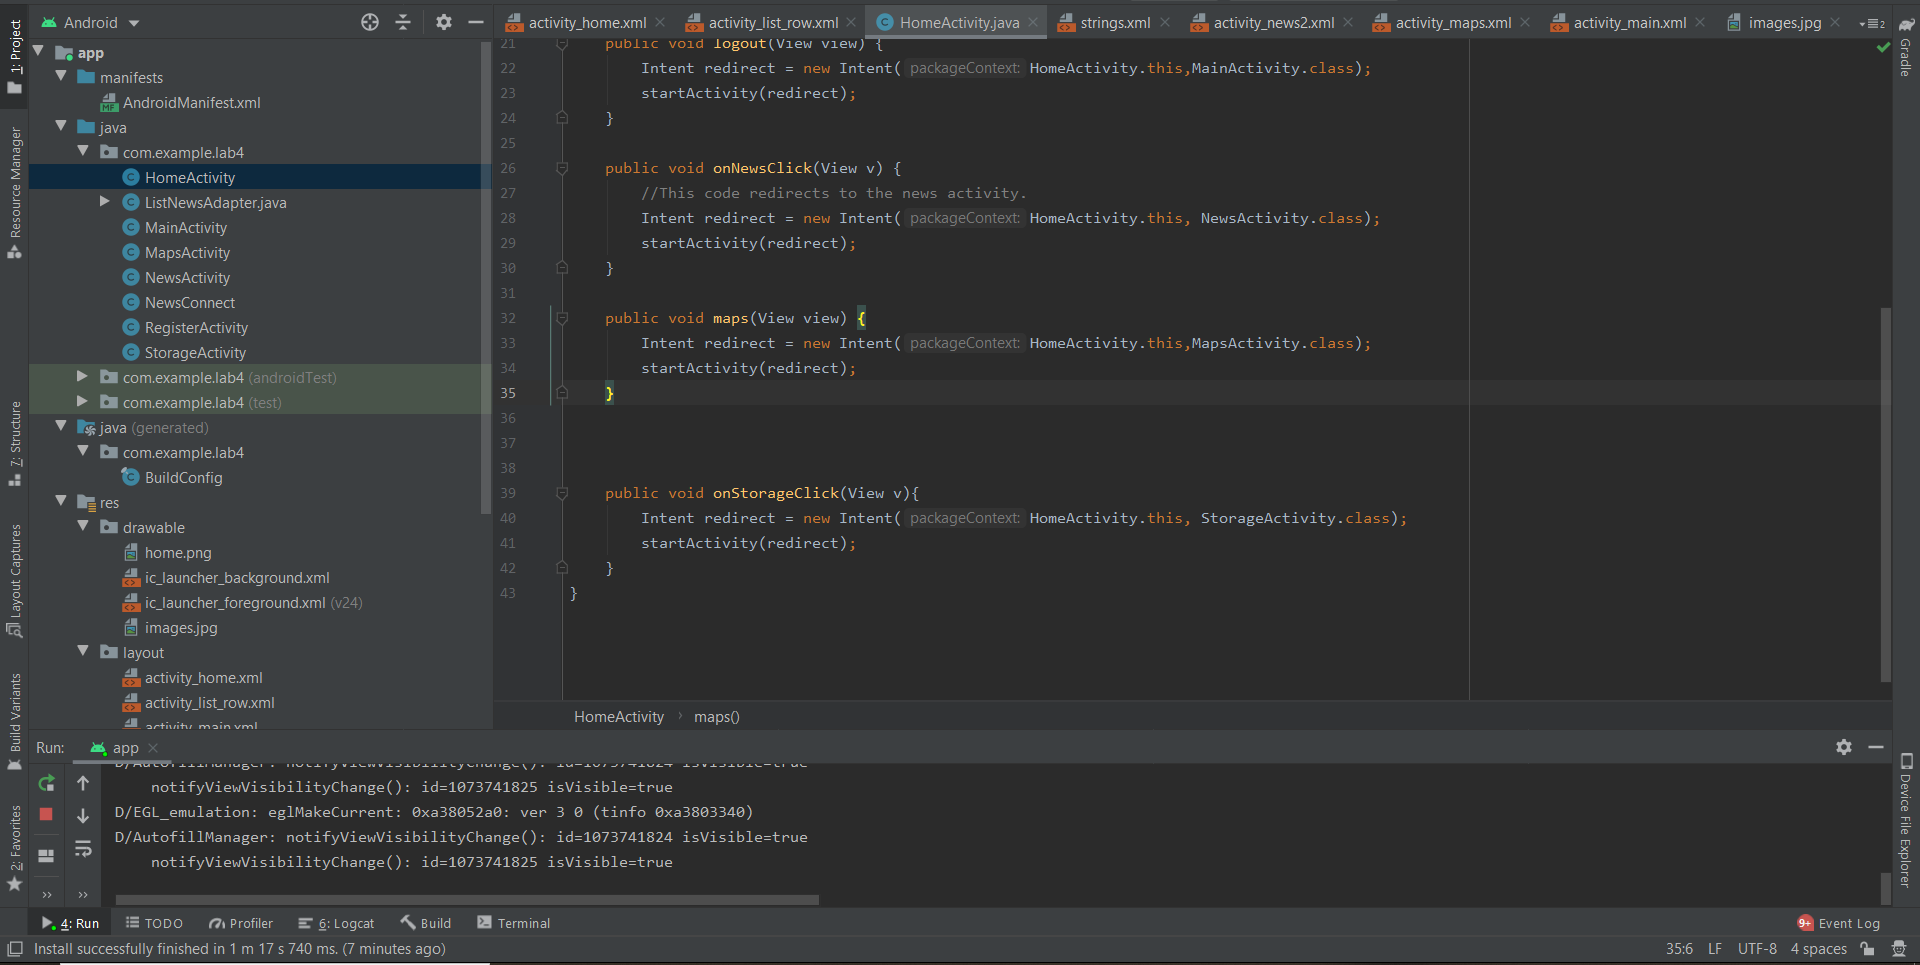 Android
activity_home.xml
activity_list_row.xml
HomeActivity.java
strings.xml
activity_news2.xml
activity_maps.xml
activity_main.xml
images.jpg
2
1: Project
Resource Manager
7: Structure
Layout Captures
Build Variants
2: Favorites
app
manifests
MF AndroidManifest.xml
java
com.example.lab4
C HomeActivity
C ListNewsAdapter.java
C MainActivity
C MapsActivity
C NewsActivity
C NewsConnect
C RegisterActivity
C StorageActivity
com.example.lab4 (androidTest)
com.example.lab4 (test)
java (generated)
com.example.lab4
C BuildConfig
res
drawable
home.png
ic_launcher_background.xml
ic_launcher_foreground.xml (v24)
images.jpg
layout
activity_home.xml
activity_list_row.xml
activity_main.xml
21 public void logout(View view) {
22 Intent redirect = new Intent( packageContext: HomeActivity.this,MainActivity.class);
23 startActivity(redirect);
24 }
25
26 public void onNewsClick(View v) {
27 //This code redirects to the news activity.
28 Intent redirect = new Intent( packageContext: HomeActivity.this, NewsActivity.class);
29 startActivity(redirect);
30 }
31
32 public void maps(View view) {
33 Intent redirect = new Intent( packageContext: HomeActivity.this,MapsActivity.class);
34 startActivity(redirect);
35 }
36
37
38
39 public void onStorageClick(View v){
40 Intent redirect = new Intent( packageContext: HomeActivity.this, StorageActivity.class);
41 startActivity(redirect);
42 }
43 }
HomeActivity › maps()
Gradle
Device File Explorer
Run: app
D/AutofillManager: notifyViewVisibilityChange(): id=1073741824 isVisible=true
notifyViewVisibilityChange(): id=1073741825 isVisible=true
D/EGL_emulation: eglMakeCurrent: 0xa38052a0: ver 3 0 (tinfo 0xa3803340)
D/AutofillManager: notifyViewVisibilityChange(): id=1073741824 isVisible=true
notifyViewVisibilityChange(): id=1073741825 isVisible=true
4: Run
TODO
Profiler
6: Logcat
Build
Terminal
9+ Event Log
Install successfully finished in 1 m 17 s 740 ms. (7 minutes ago)
35:6 LF UTF-8 4 spaces